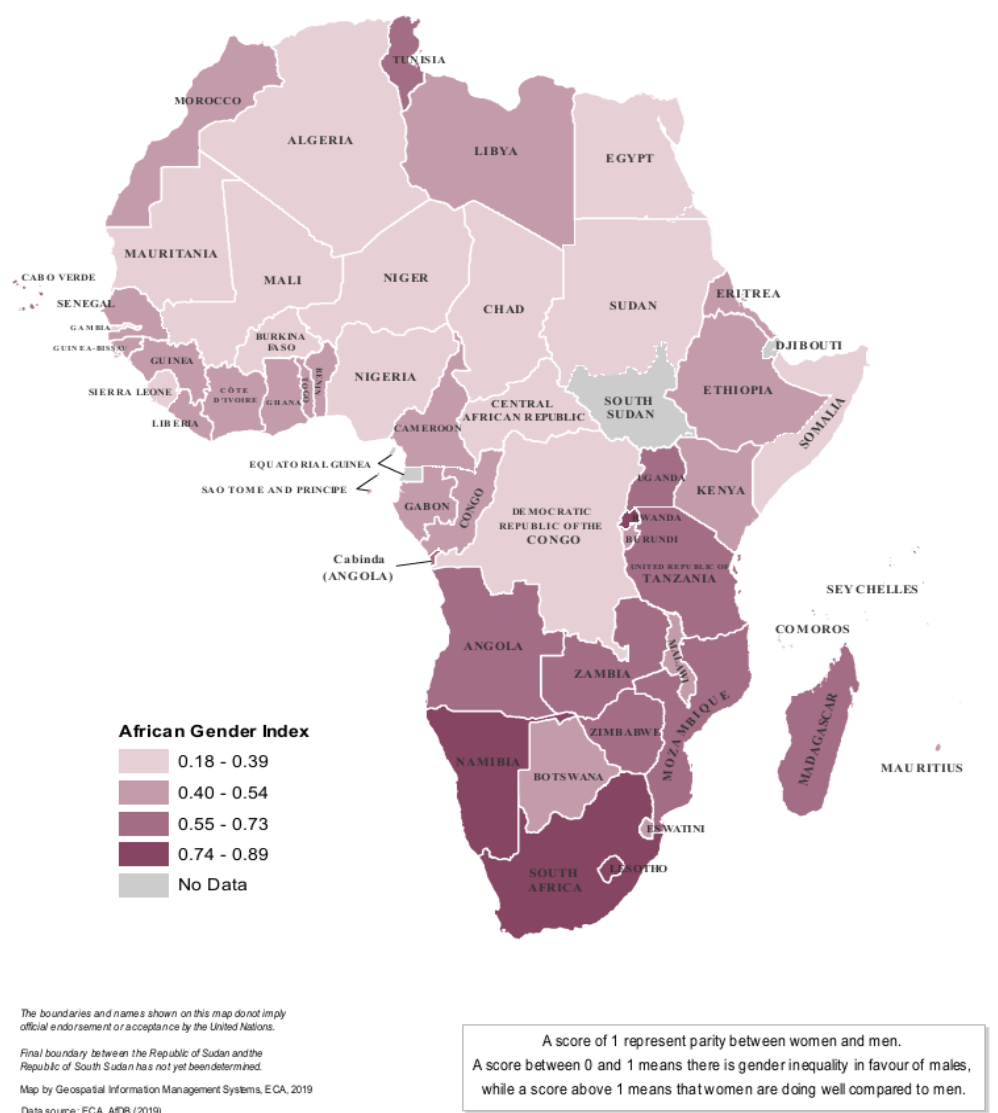 TUNISIA
MOROCCO
ALGERIA
LIBYA
EGYPT
MAURITANIA
MALI
NIGER
CHAD
SUDAN
ERITREA
CABO VERDE
SENEGAL
GAMBIA
GUINEA-BISSAU
GUINEA
BURKINA
FASO
NIGERIA
DJIBOUTI
SIERRA LEONE
CÔTE
D'IVOIRE
GHANA
TOGO
BENIN
LIBERIA
CENTRAL
AFRICAN REPUBLIC
SOUTH
SUDAN
ETHIOPIA
SOMALIA
CAMEROON
EQUATORIAL GUINEA
SAO TOME AND PRINCIPE
GABON
CONGO
DEMOCRATIC
REPUBLIC OF THE
CONGO
UGANDA
KENYA
RWANDA
BURUNDI
UNITED REPUBLIC OF
TANZANIA
Cabinda
(ANGOLA)
SEYCHELLES
COMOROS
ANGOLA
ZAMBIA
MALAWI
MOZAMBIQUE
MADAGASCAR
ZIMBABWE
NAMIBIA
BOTSWANA
MAURITIUS
ESWATINI
LESOTHO
SOUTH
AFRICA
African Gender Index
0.18 - 0.39
0.40 - 0.54
0.55 - 0.73
0.74 - 0.89
No Data
The boundaries and names shown on this map do not imply
official endorsement or acceptance by the United Nations.
Final boundary between the Republic of Sudan and the
Republic of South Sudan has not yet been determined.
Map by Geospatial Information Management Systems, ECA, 2019
Data source: ECA, AfDB (2019)
A score of 1 represent parity between women and men.
A score between 0 and 1 means there is gender inequality in favour of males,
while a score above 1 means that women are doing well compared to men.